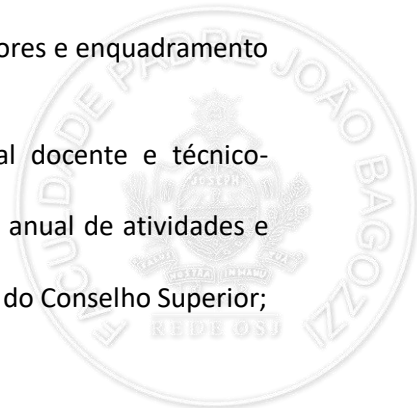 ores e enquadramento
al docente e técnico-
anual de atividades e
do Conselho Superior;
FACULDADE PADRE JOÃO BAGOZZI
REDE OSJ